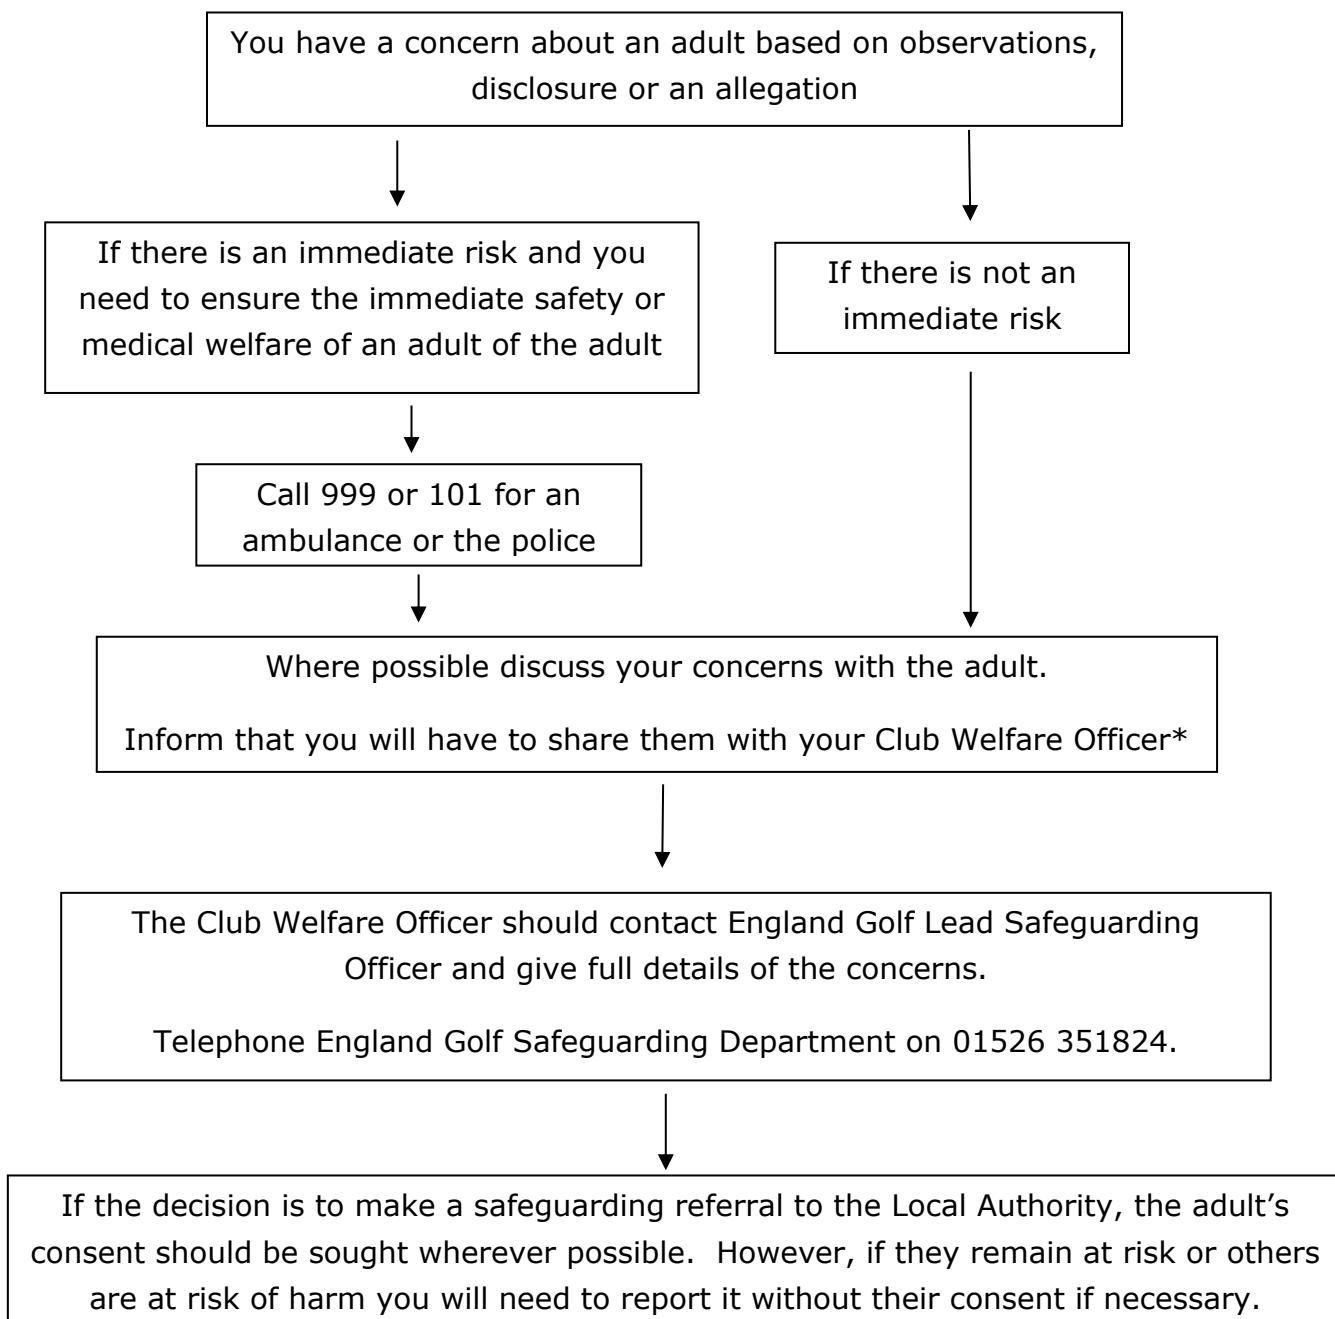 You have a concern about an adult based on observations,
disclosure or an allegation
If there is an immediate risk and you
need to ensure the immediate safety or
medical welfare of an adult of the adult
If there is not an
immediate risk
Call 999 or 101 for an
ambulance or the police
Where possible discuss your concerns with the adult.
Inform that you will have to share them with your Club Welfare Officer*
The Club Welfare Officer should contact England Golf Lead Safeguarding
Officer and give full details of the concerns.
Telephone England Golf Safeguarding Department on 01526 351824.
If the decision is to make a safeguarding referral to the Local Authority, the adult’s
consent should be sought wherever possible.  However, if they remain at risk or others
are at risk of harm you will need to report it without their consent if necessary.